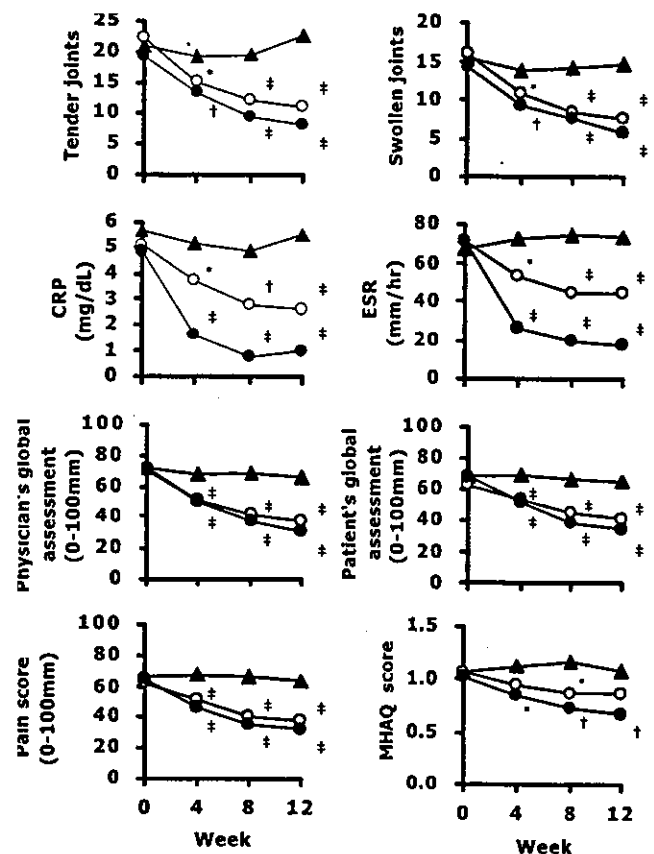 Tender joints
25
20
15
10
5
0
* * † ‡ ‡ ‡ ‡
Swollen joints
20
15
10
5
0
* † ‡ ‡ ‡ ‡
CRP
(mg/dL)
6
5
4
3
2
1
0
* ‡ † ‡ ‡ ‡
ESR
(mm/hr)
80
60
40
20
0
* ‡ ‡ ‡ ‡ ‡
Physician's global
assessment
(0-100mm)
100
80
60
40
20
0
‡ ‡ ‡ ‡ ‡ ‡
Patient's global
assessment
(0-100mm)
100
80
60
40
20
0
‡ ‡ ‡ ‡ ‡ ‡
Pain score
(0-100mm)
100
80
60
40
20
0
‡ ‡ ‡ ‡ ‡ ‡
0 4 8 12
Week
MHAQ score
1.5
1.0
0.5
0.0
* * † †
0 4 8 12
Week